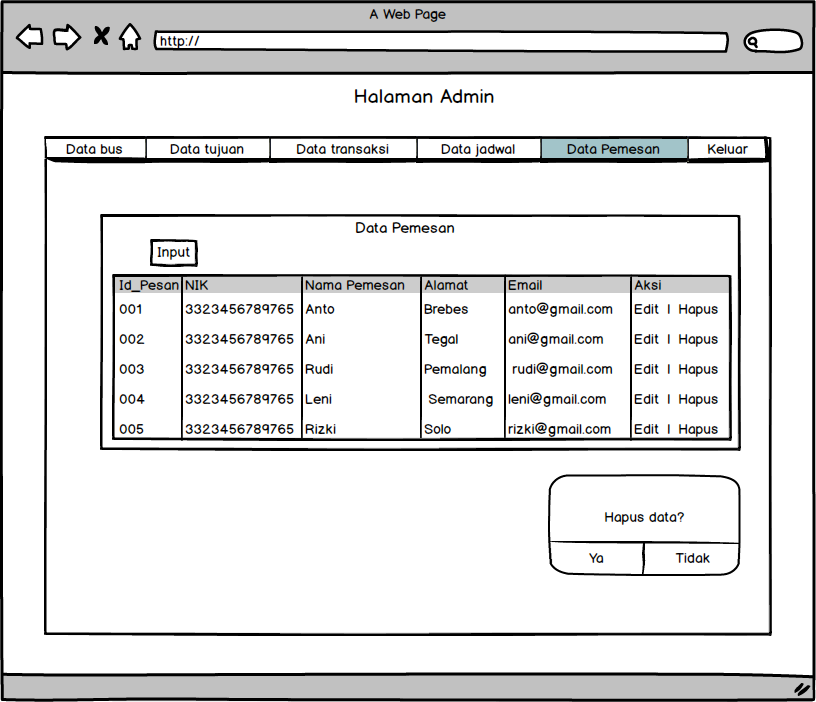 A Web Page
http://
Halaman Admin
Data bus Data tujuan Data transaksi Data jadwal Data Pemesan Keluar
Data Pemesan
Input
Id_Pesan NIK Nama Pemesan Alamat Email Aksi
001 3323456789765 Anto Brebes anto@gmail.com Edit | Hapus
002 3323456789765 Ani Tegal ani@gmail.com Edit | Hapus
003 3323456789765 Rudi Pemalang rudi@gmail.com Edit | Hapus
004 3323456789765 Leni Semarang leni@gmail.com Edit | Hapus
005 3323456789765 Rizki Solo rizki@gmail.com Edit | Hapus
Hapus data?
Ya Tidak